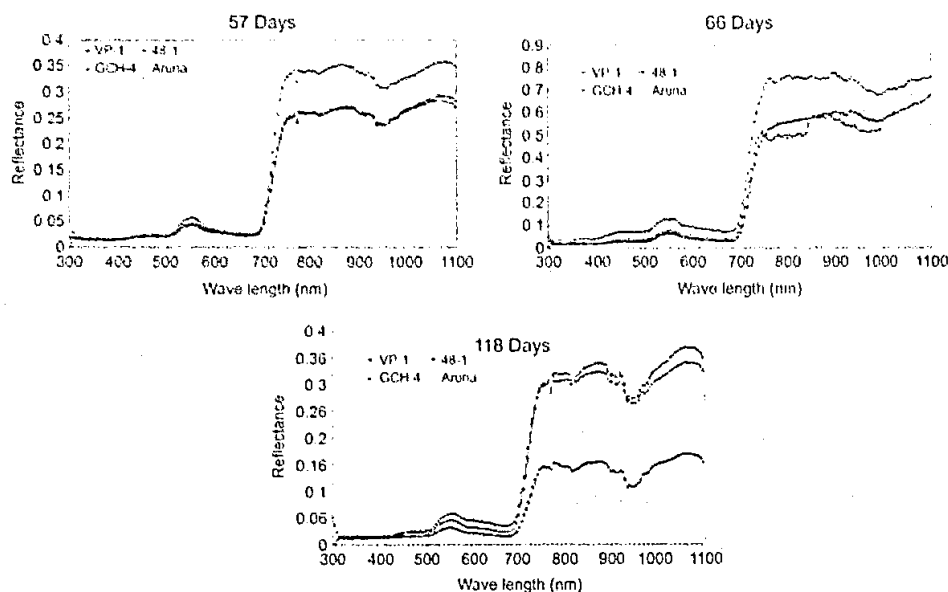 57 Days
0.4
0.35
0.3
0.25
0.2
0.15
0.1
0.05
0
VP-1 48-1
GCH-4 Aruna
Reflectance
300 400 500 600 700 800 900 1000 1100
Wave length (nm)
66 Days
0.9
0.8
0.7
0.6
0.5
0.4
0.3
0.2
0.1
0
VP-1 48-1
GCH-4 Aruna
Reflectance
300 400 500 600 700 800 900 1000 1100
Wave length (nm)
118 Days
0.4
0.36
0.3
0.26
0.2
0.16
0.1
0.06
0
VP-1 48-1
GCH-4 Aruna
Reflectance
300 400 500 600 700 800 900 1000 1100
Wave length (nm)